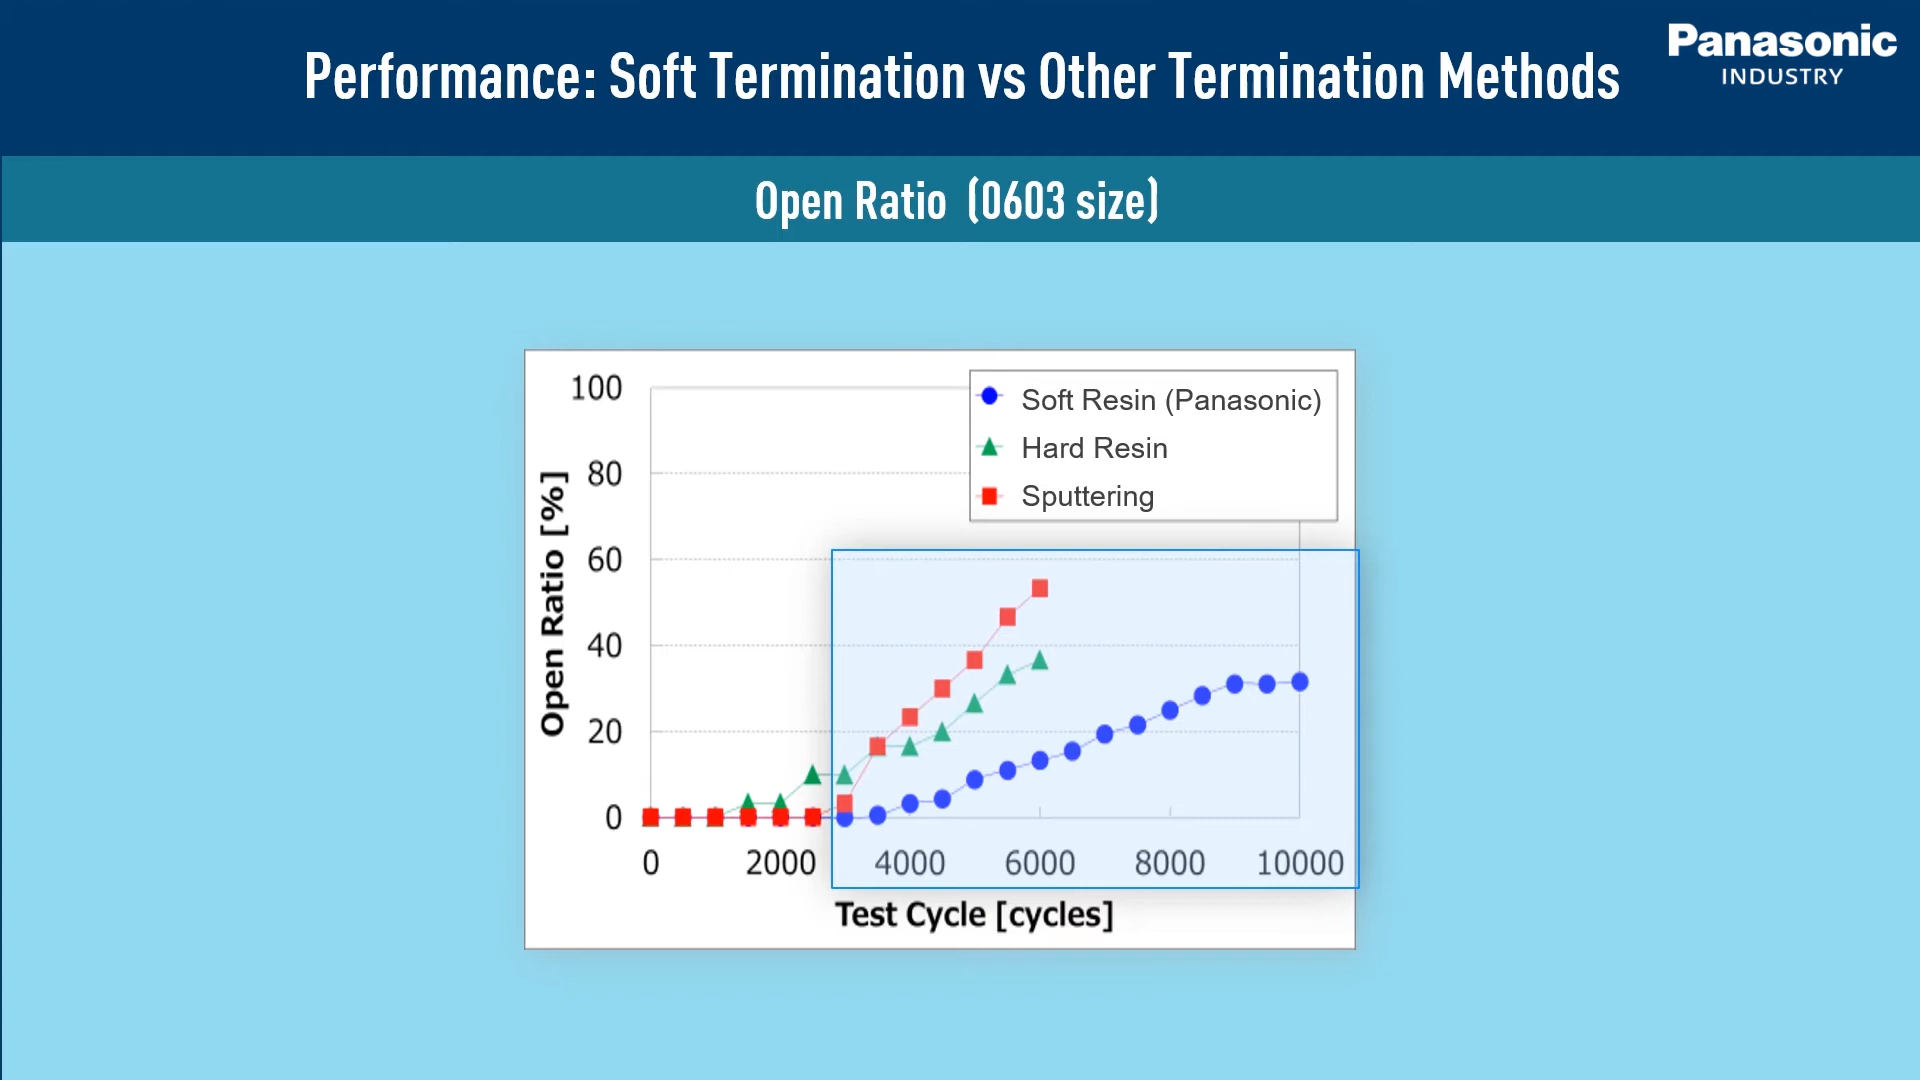 Performance: Soft Termination vs Other Termination Methods
Panasonic
INDUSTRY
Open Ratio (0603 size)
100
80
60
40
20
0
Open Ratio [%]
Soft Resin (Panasonic)
Hard Resin
Sputtering
0 2000 4000 6000 8000 10000
Test Cycle [cycles]